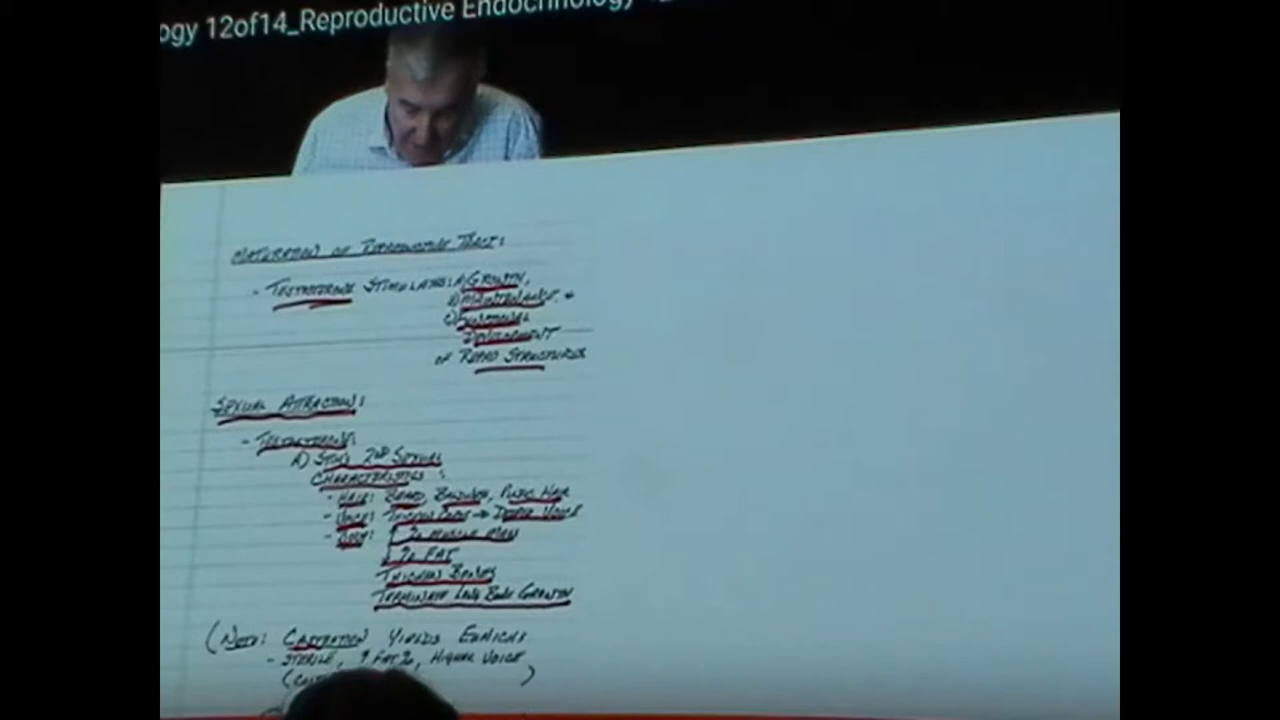 ogy 12of14_Reproductive Endocrinology
MATURATION OF REPRODUCTIVE TRACT:
- TESTOSTERONE STIMULATES: A) GROWTH,
B) MAINTENANCE, +
C) FUNCTIONAL
DEVELOPMENT
OF REPRO STRUCTURES
SEXUAL ATTRACTION:
- TESTOSTERONE:
A) STIM'S 2ND SEXUAL
CHARACTERISTICS:
- HAIR: BEARD, BALDNESS, PUBIC HAIR
- VOICE: THICKEN CORDS → DEEPER VOICE
- BODY: ↑ % MUSCLE MASS
↓ % FAT
THICKEN BONES
TERMINATE LONG BONE GROWTH
(NOTE: CASTRATION YIELDS EUNUCHS
- STERILE, ↑ FAT %, HIGHER VOICE
)